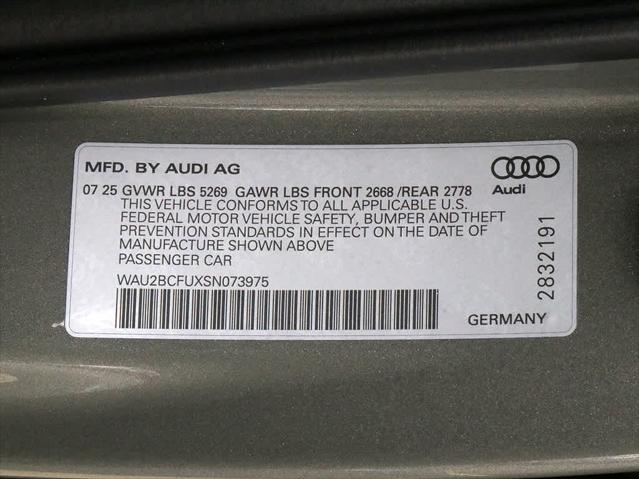 MFD. BY AUDI AG
07 25 GVWR LBS 5269 GAWR LBS FRONT 2668 /REAR 2778
THIS VEHICLE CONFORMS TO ALL APPLICABLE U.S.
FEDERAL MOTOR VEHICLE SAFETY, BUMPER AND THEFT
PREVENTION STANDARDS IN EFFECT ON THE DATE OF
MANUFACTURE SHOWN ABOVE
PASSENGER CAR
WAU2BCFUXSN073975
Audi
2832191
GERMANY